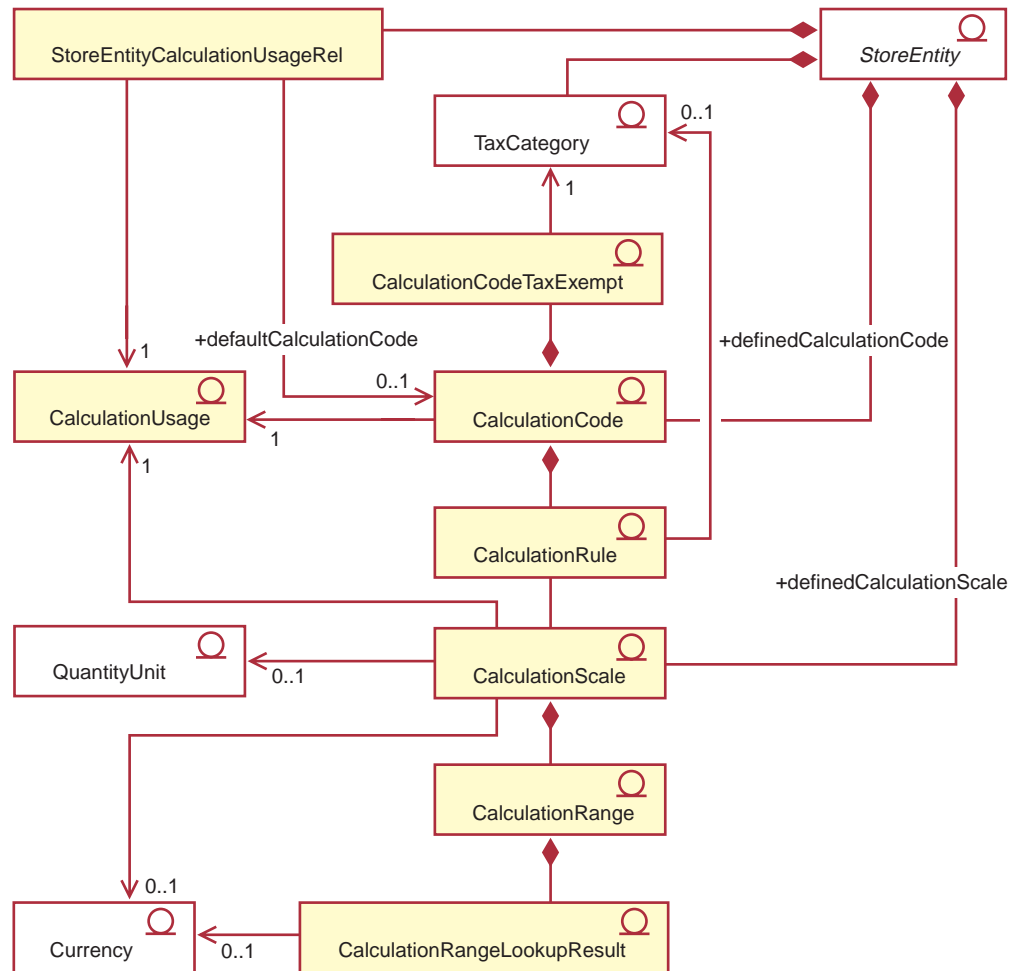 StoreEntityCalculationUsageRel
StoreEntity
0..1
TaxCategory
1
CalculationCodeTaxExempt
+defaultCalculationCode
+definedCalculationCode
1
0..1
CalculationUsage
CalculationCode
1
1
CalculationRule
+definedCalculationScale
QuantityUnit
0..1
CalculationScale
CalculationRange
0..1
Currency
0..1
CalculationRangeLookupResult